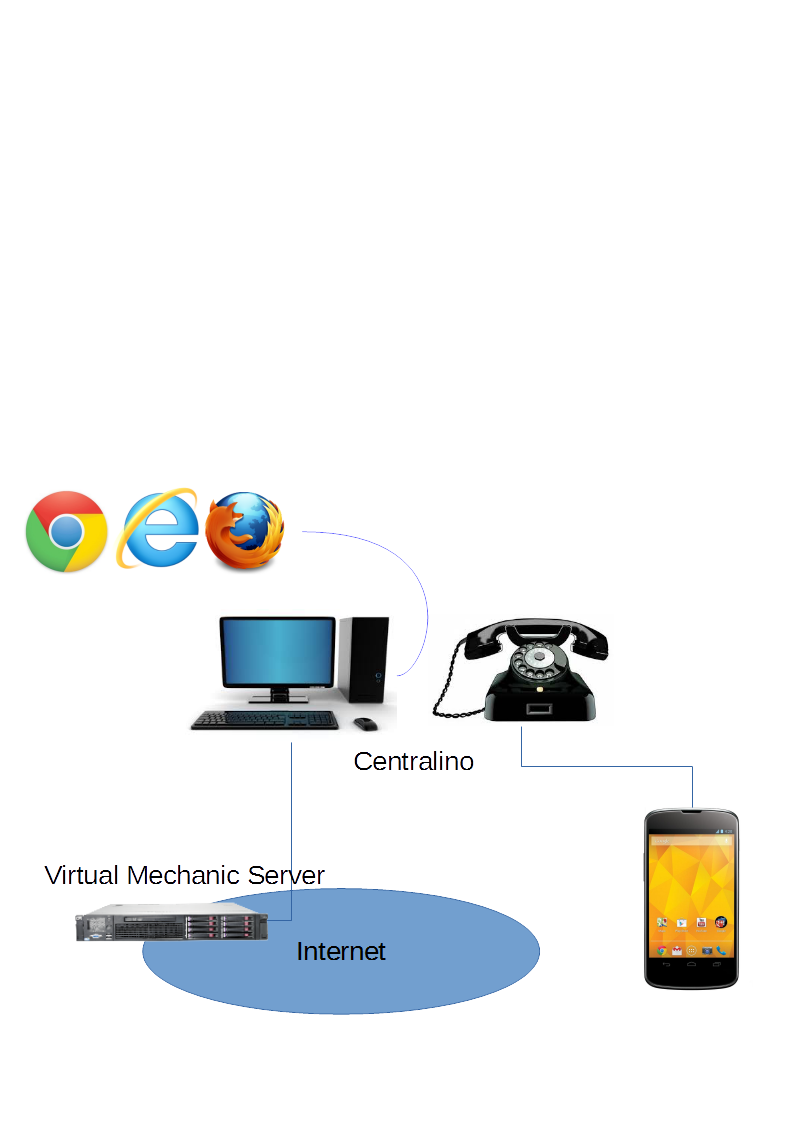 Centralino
Virtual Mechanic Server
Internet